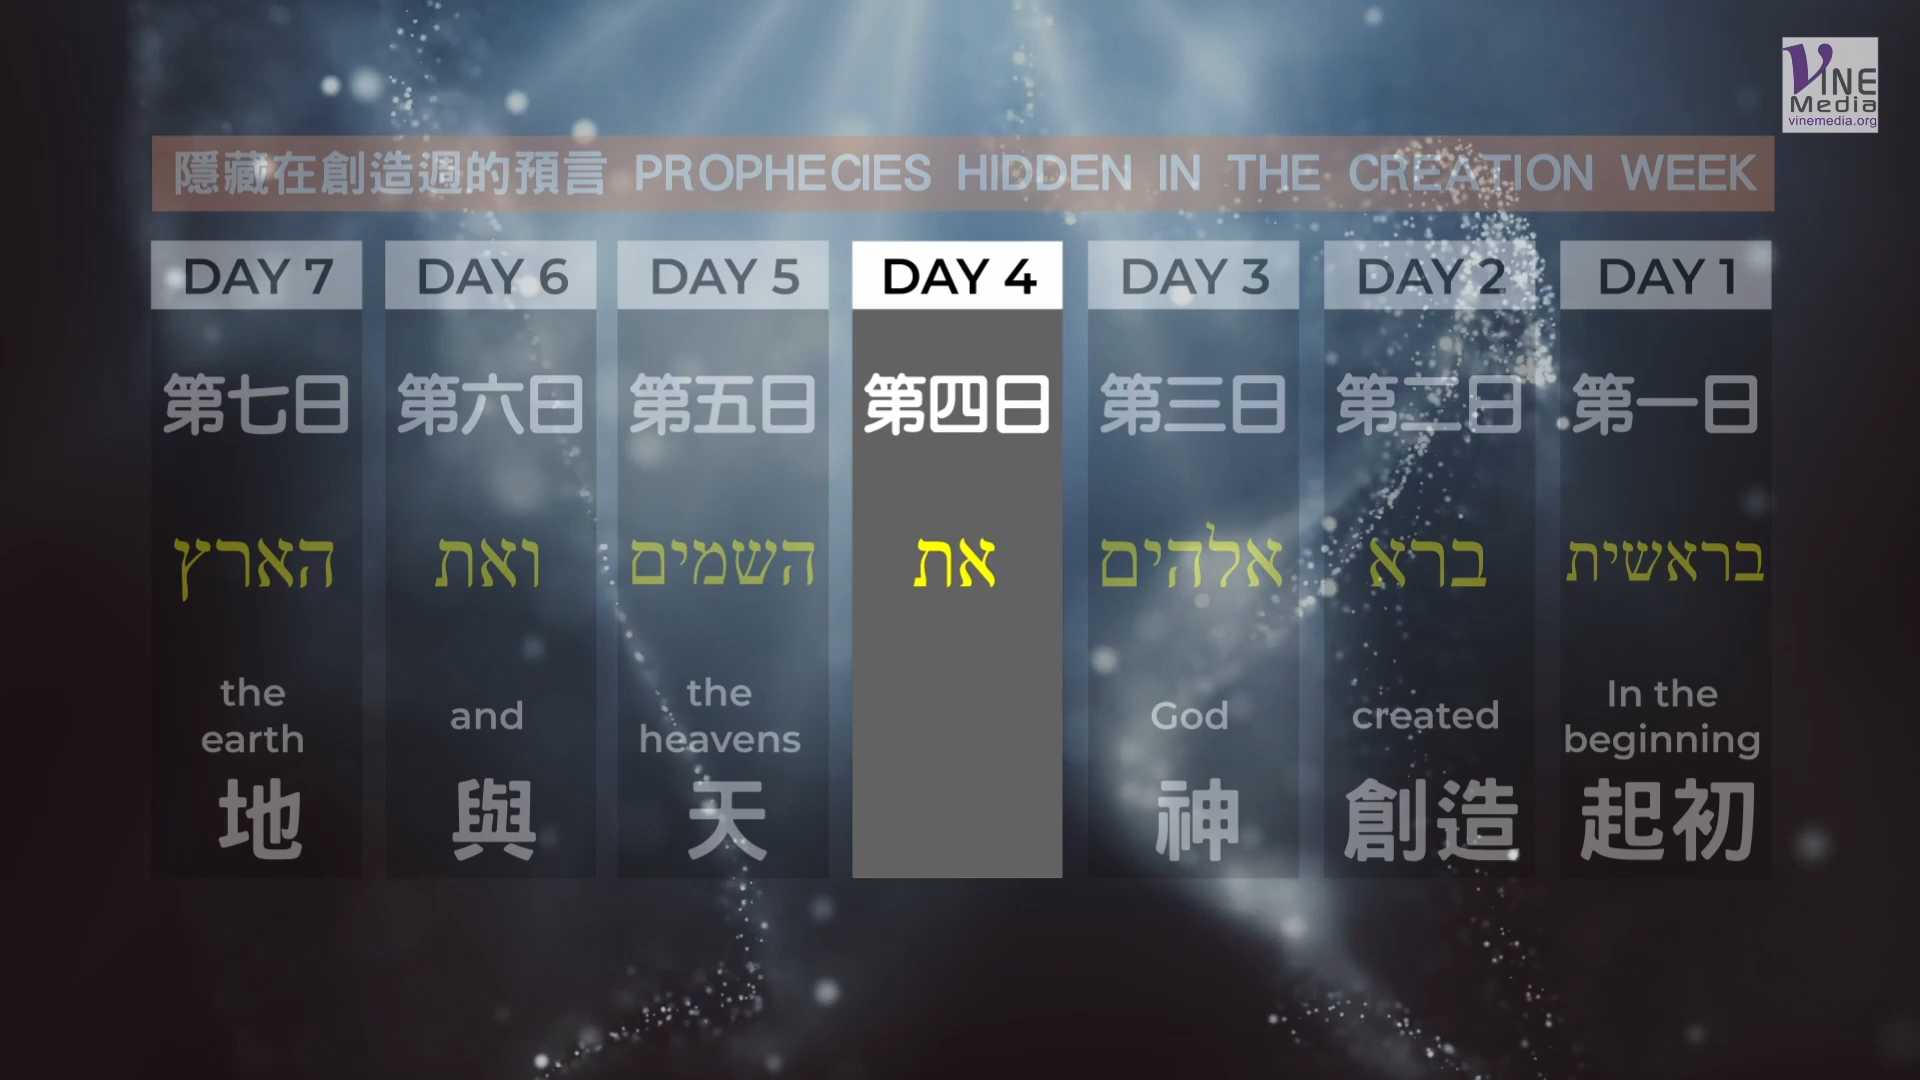 VINE
Media
vinemedia.org
隱藏在創造週的預言 PROPHECIES HIDDEN IN THE CREATION WEEK
DAY 7
第七日
הארץ
the
earth
地
DAY 6
第六日
ואת
and
與
DAY 5
第五日
השמים
the
heavens
天
DAY 4
第四日
את
DAY 3
第三日
אלהים
God
神
DAY 2
第二日
ברא
created
創造
DAY 1
第一日
בראשית
In the
beginning
起初